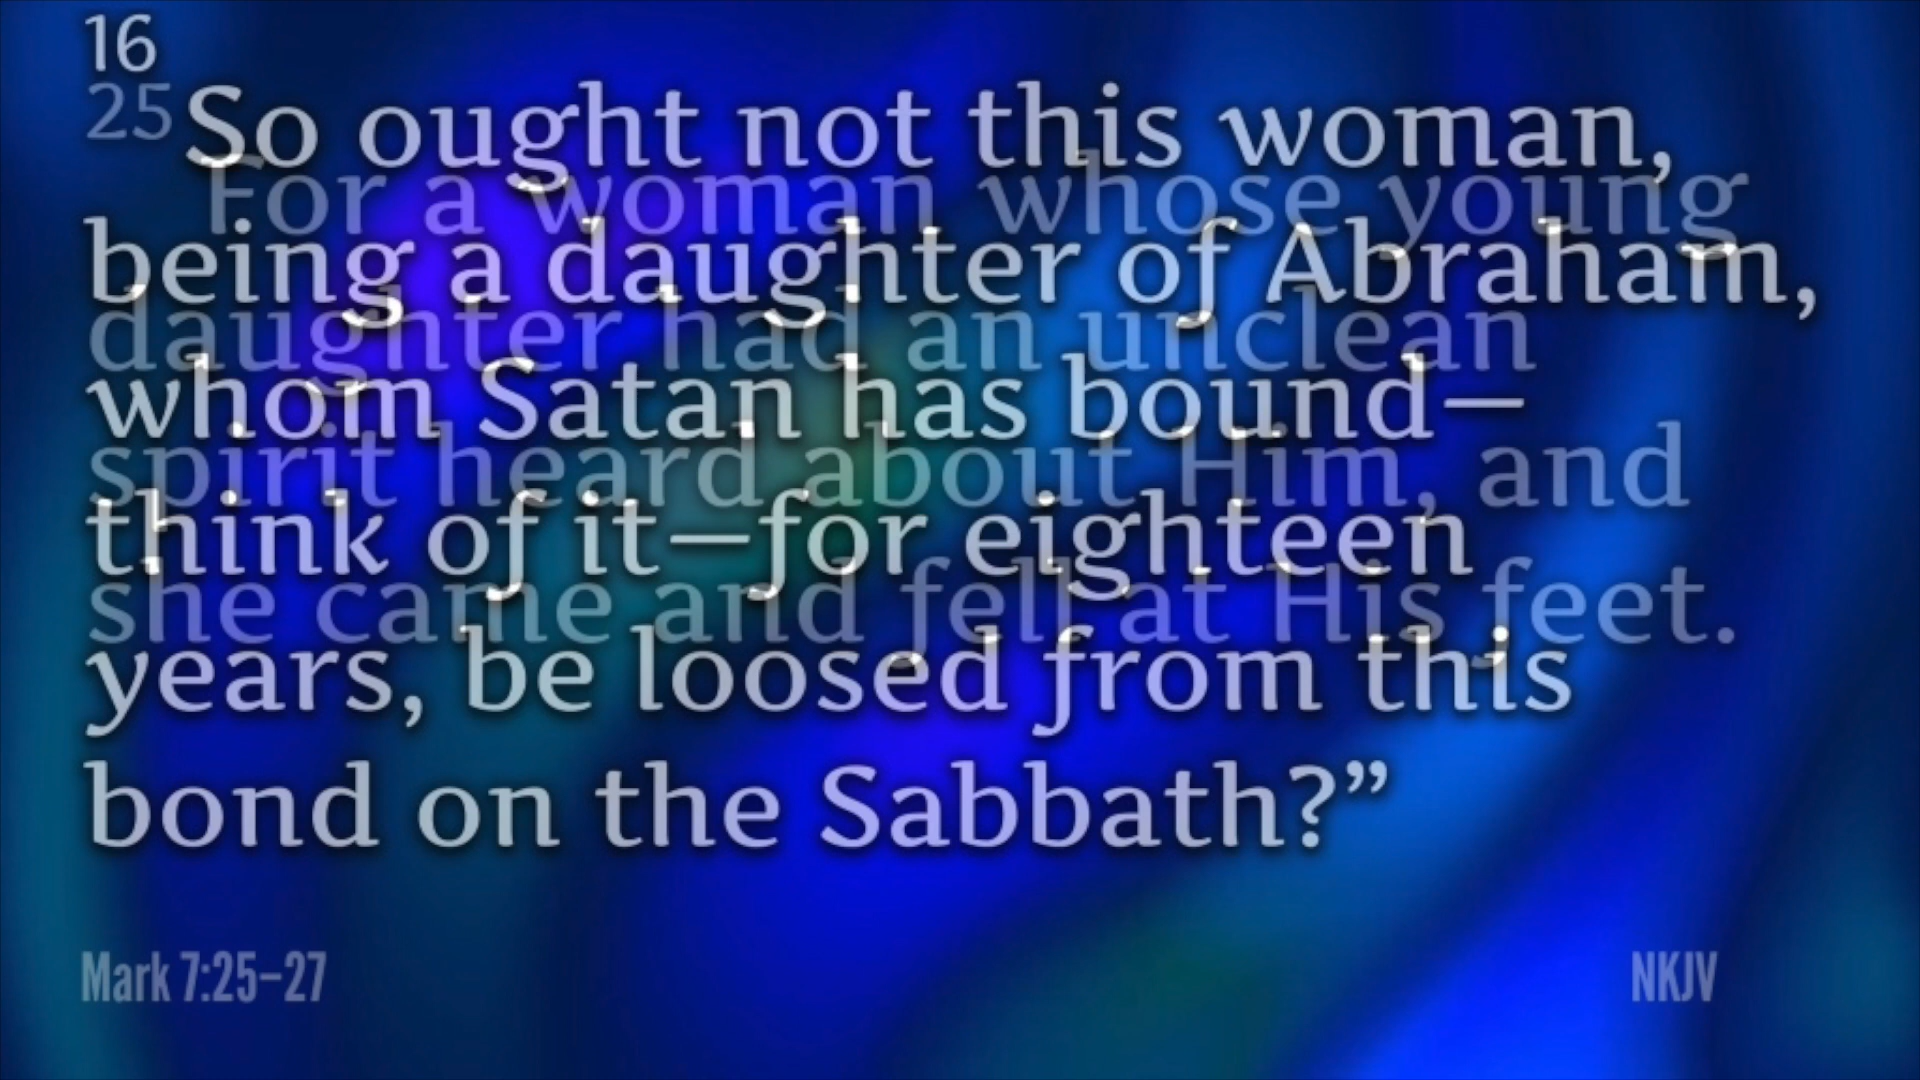 16
So ought not this woman,
being a daughter of Abraham,
whom Satan has bound—
think of it—for eighteen
years, be loosed from this
bond on the Sabbath?”
25
For a woman whose young
daughter had an unclean
spirit heard about Him, and
she came and fell at His feet.
Mark 7:25–27
NKJV